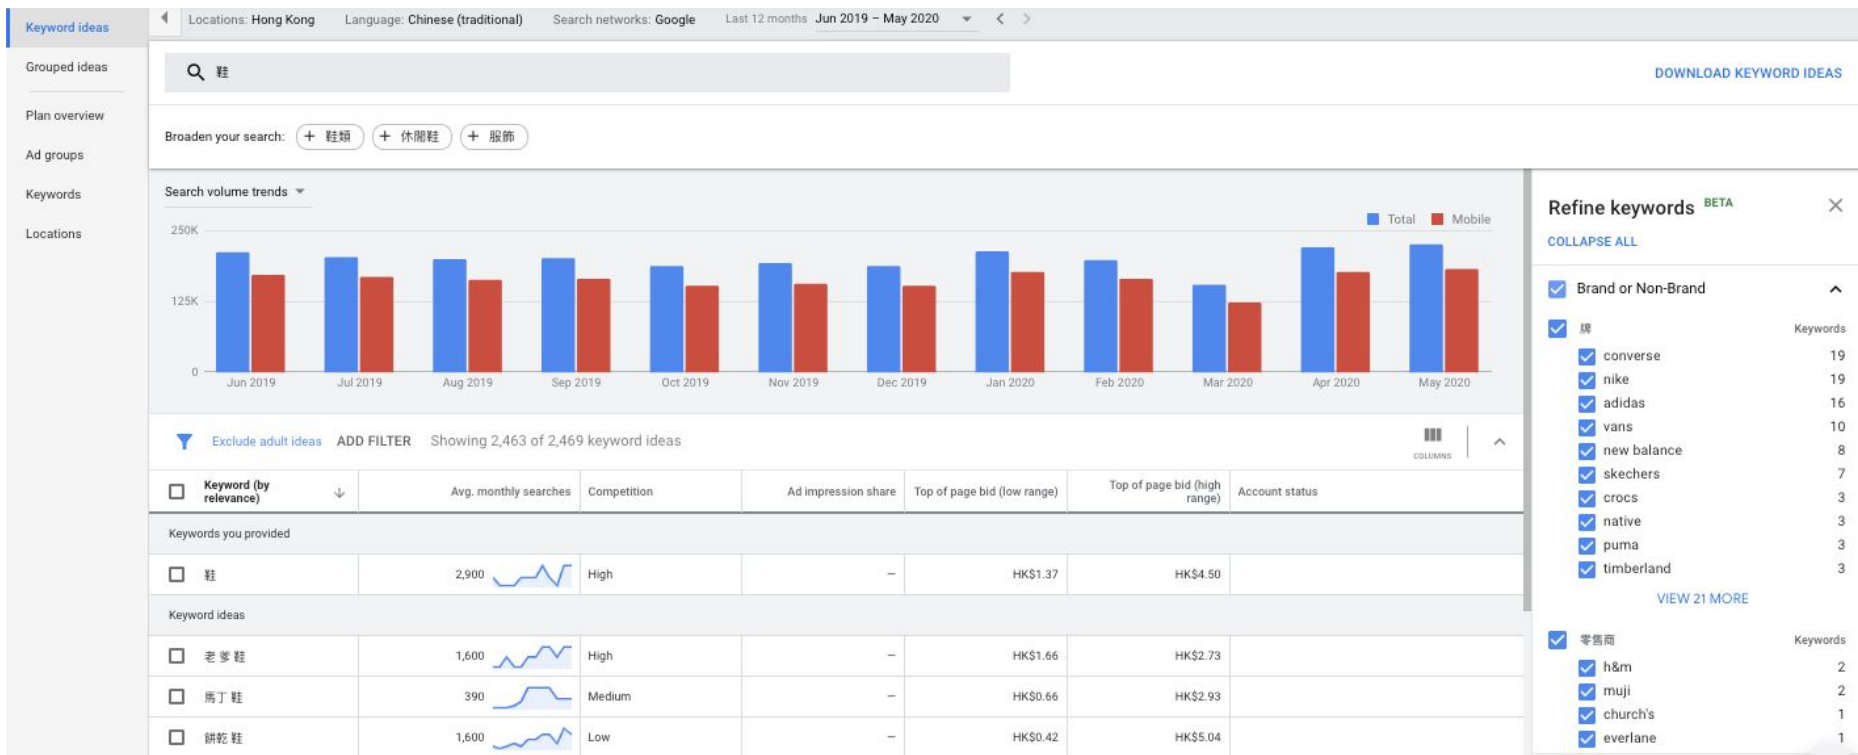 Keyword ideas
Grouped ideas
Plan overview
Ad groups
Keywords
Locations
Locations: Hong Kong Language: Chinese (traditional) Search networks: Google Last 12 months Jun 2019 – May 2020
鞋
DOWNLOAD KEYWORD IDEAS
Broaden your search: + 鞋類 + 休閒鞋 + 服飾
Search volume trends
Total Mobile
250K
125K
0
Jun 2019 Jul 2019 Aug 2019 Sep 2019 Oct 2019 Nov 2019 Dec 2019 Jan 2020 Feb 2020 Mar 2020 Apr 2020 May 2020
Exclude adult ideas ADD FILTER Showing 2,463 of 2,469 keyword ideas
COLUMNS
Keyword (by relevance) Avg. monthly searches Competition Ad impression share Top of page bid (low range) Top of page bid (high range) Account status
Keywords you provided
鞋 2,900 High – HK$1.37 HK$4.50
Keyword ideas
老爹 鞋 1,600 High – HK$1.66 HK$2.73
馬丁 鞋 390 Medium – HK$0.66 HK$2.93
餅乾 鞋 1,600 Low – HK$0.42 HK$5.04
Refine keywords BETA
COLLAPSE ALL
Brand or Non-Brand
牌 Keywords
converse 19
nike 19
adidas 16
vans 10
new balance 8
skechers 7
crocs 3
native 3
puma 3
timberland 3
VIEW 21 MORE
零售商 Keywords
h&m 2
muji 2
church's 1
everlane 1